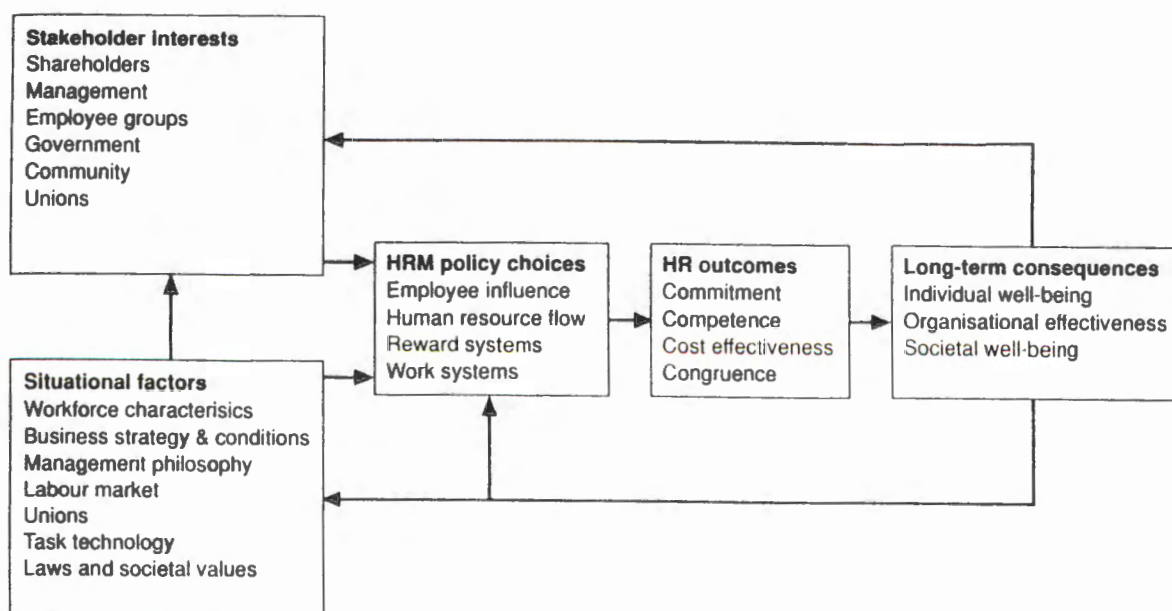 Stakeholder interests
Shareholders
Management
Employee groups
Government
Community
Unions
Situational factors
Workforce characterisics
Business strategy & conditions
Management philosophy
Labour market
Unions
Task technology
Laws and societal values
HRM policy choices
Employee influence
Human resource flow
Reward systems
Work systems
HR outcomes
Commitment
Competence
Cost effectiveness
Congruence
Long-term consequences
Individual well-being
Organisational effectiveness
Societal well-being